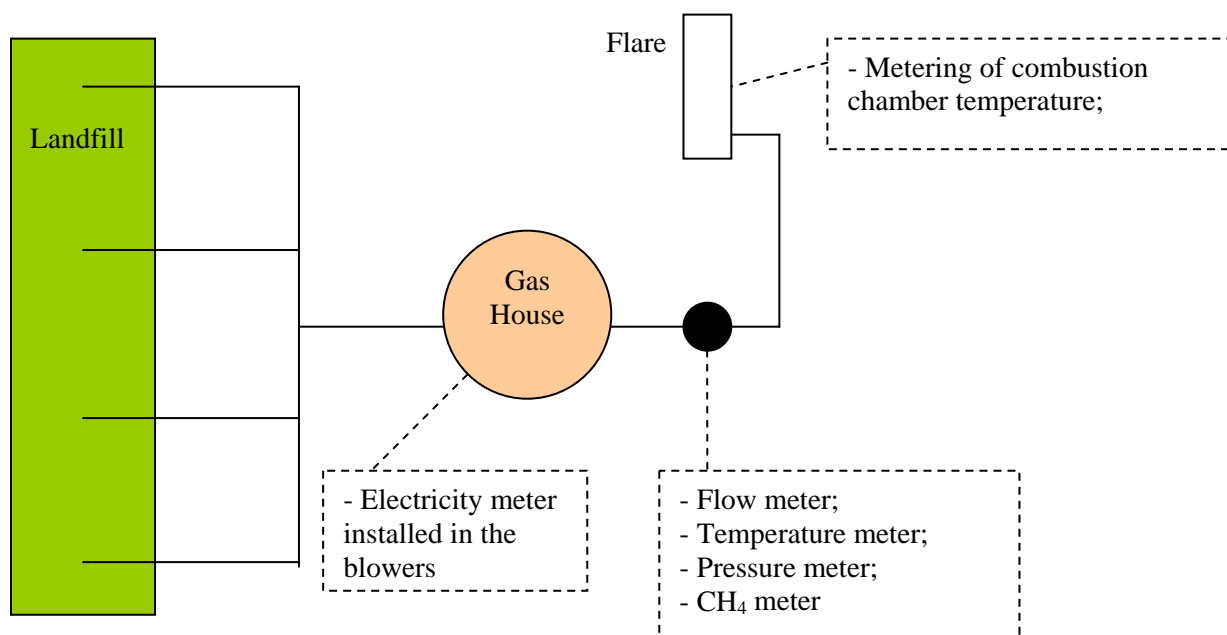 Flare
- Metering of combustion
chamber temperature;
Landfill
Gas
House
- Electricity meter
installed in the
blowers
- Flow meter;
- Temperature meter;
- Pressure meter;
- CH₄ meter